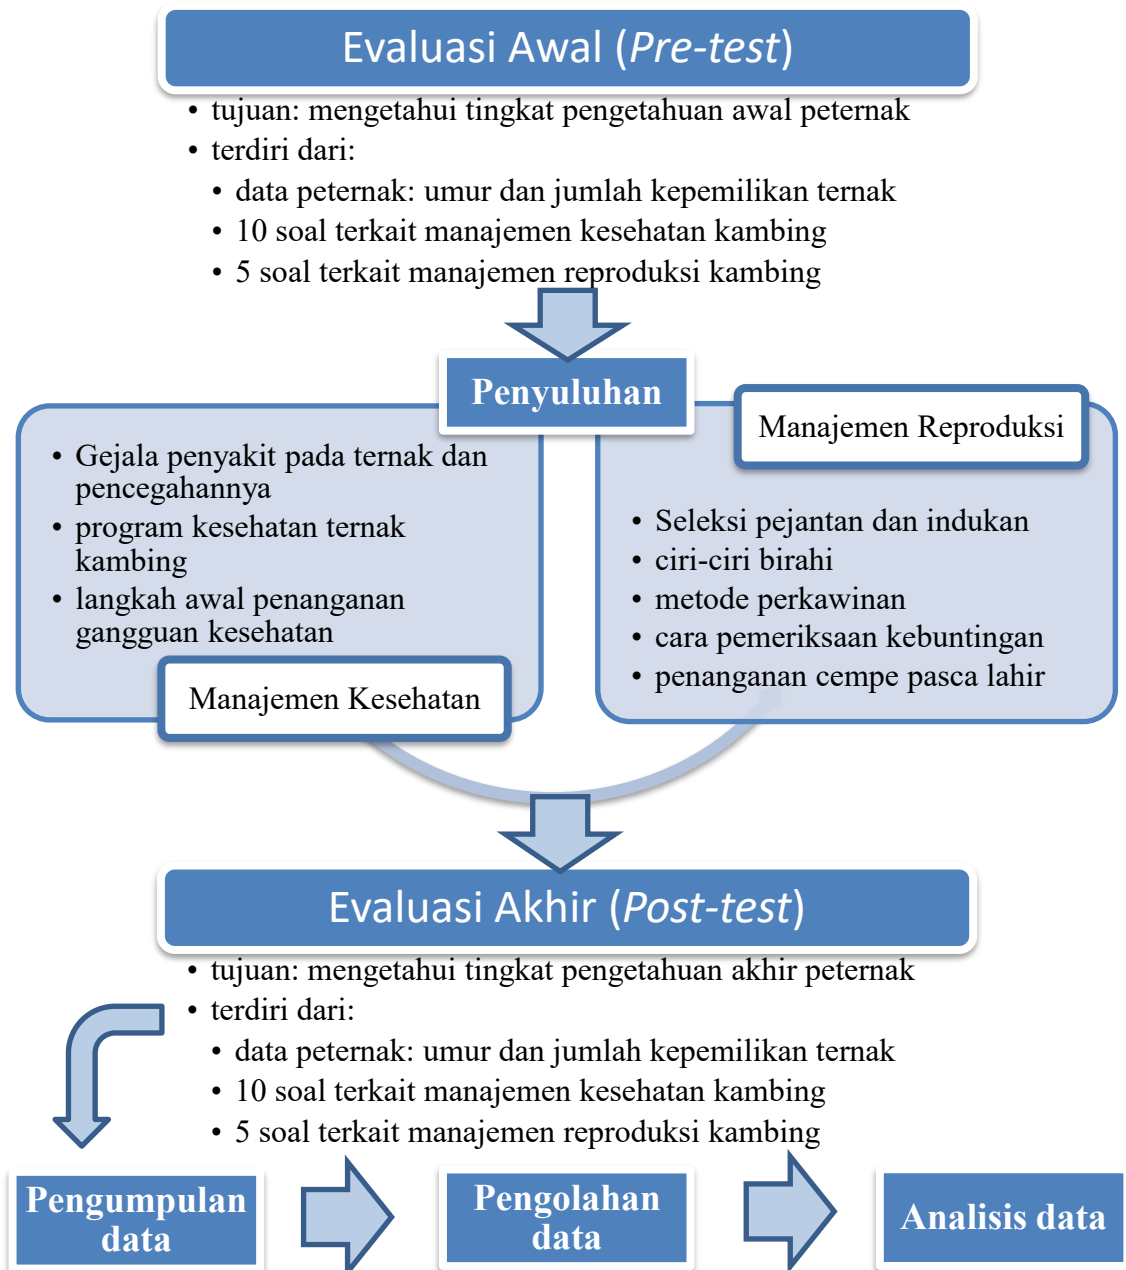 Evaluasi Awal (Pre-test)
• tujuan: mengetahui tingkat pengetahuan awal peternak
• terdiri dari:
• data peternak: umur dan jumlah kepemilikan ternak
• 10 soal terkait manajemen kesehatan kambing
• 5 soal terkait manajemen reproduksi kambing
Penyuluhan
• Gejala penyakit pada ternak dan
pencegahannya
• program kesehatan ternak
kambing
• langkah awal penanganan
gangguan kesehatan
Manajemen Kesehatan
Manajemen Reproduksi
• Seleksi pejantan dan indukan
• ciri-ciri birahi
• metode perkawinan
• cara pemeriksaan kebuntingan
• penanganan cempe pasca lahir
Evaluasi Akhir (Post-test)
• tujuan: mengetahui tingkat pengetahuan akhir peternak
• terdiri dari:
• data peternak: umur dan jumlah kepemilikan ternak
• 10 soal terkait manajemen kesehatan kambing
• 5 soal terkait manajemen reproduksi kambing
Pengumpulan
data
Pengolahan
data
Analisis data